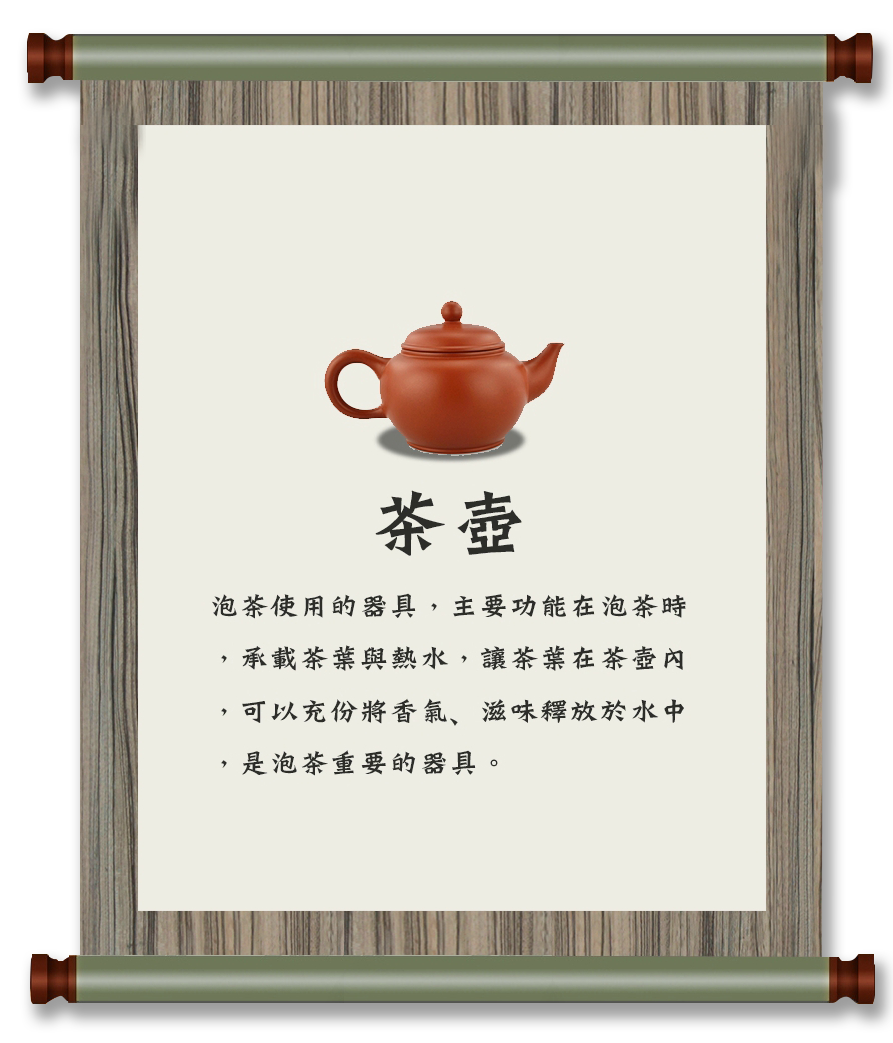 茶壺
泡茶使用的器具，主要功能在泡茶時
，承載茶葉與熱水，讓茶葉在茶壺內
，可以充份將香氣、滋味釋放於水中
，是泡茶重要的器具。